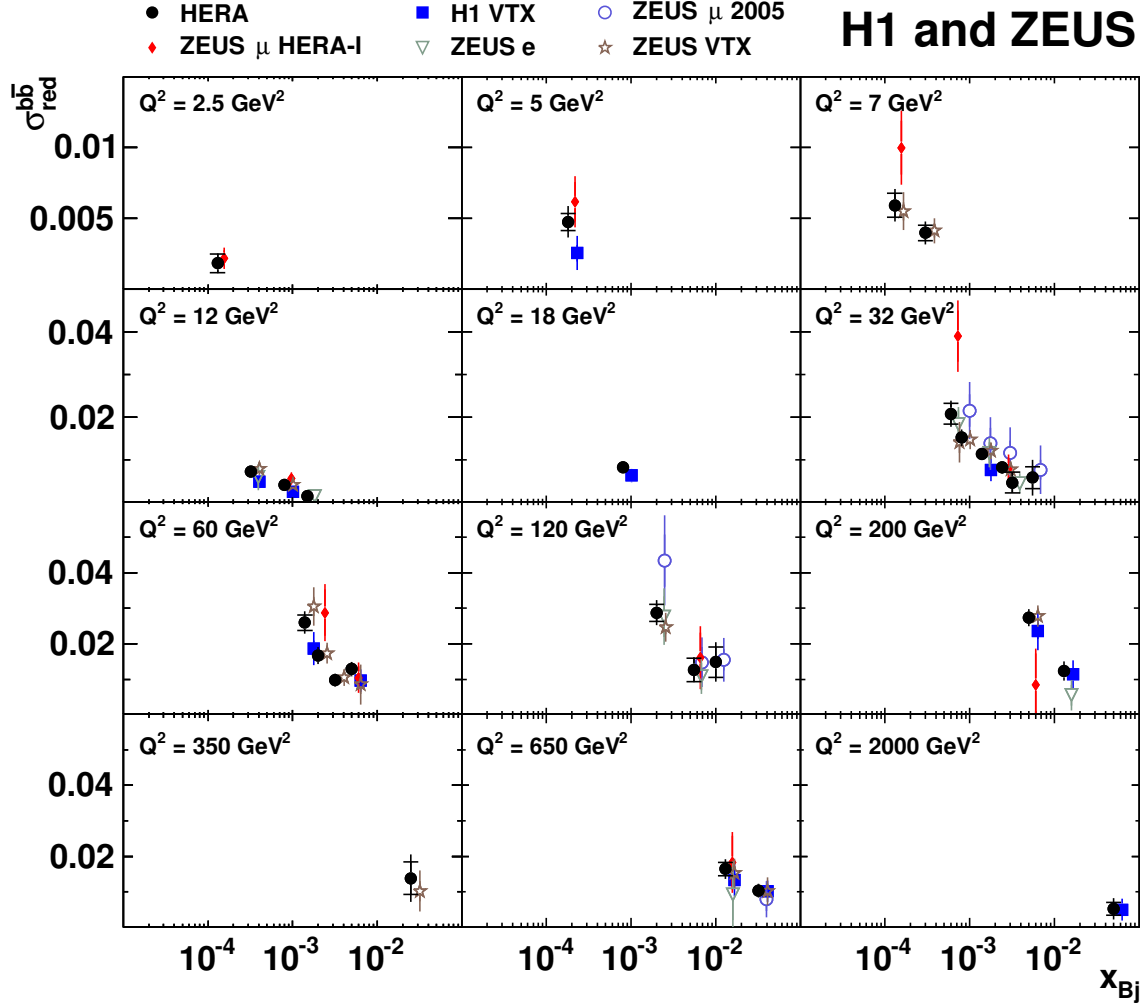 HERA H1 VTX ZEUS μ 2005 H1 and ZEUS
ZEUS μ HERA-I ZEUS e ZEUS VTX
σ^{bb̄}_{red}
Q² = 2.5 GeV² Q² = 5 GeV² Q² = 7 GeV²
0.01
0.005
Q² = 12 GeV² Q² = 18 GeV² Q² = 32 GeV²
0.04
0.02
Q² = 60 GeV² Q² = 120 GeV² Q² = 200 GeV²
0.04
0.02
Q² = 350 GeV² Q² = 650 GeV² Q² = 2000 GeV²
0.04
0.02
10⁻⁴ 10⁻³ 10⁻² 10⁻⁴ 10⁻³ 10⁻² 10⁻⁴ 10⁻³ 10⁻²
x_{Bj}